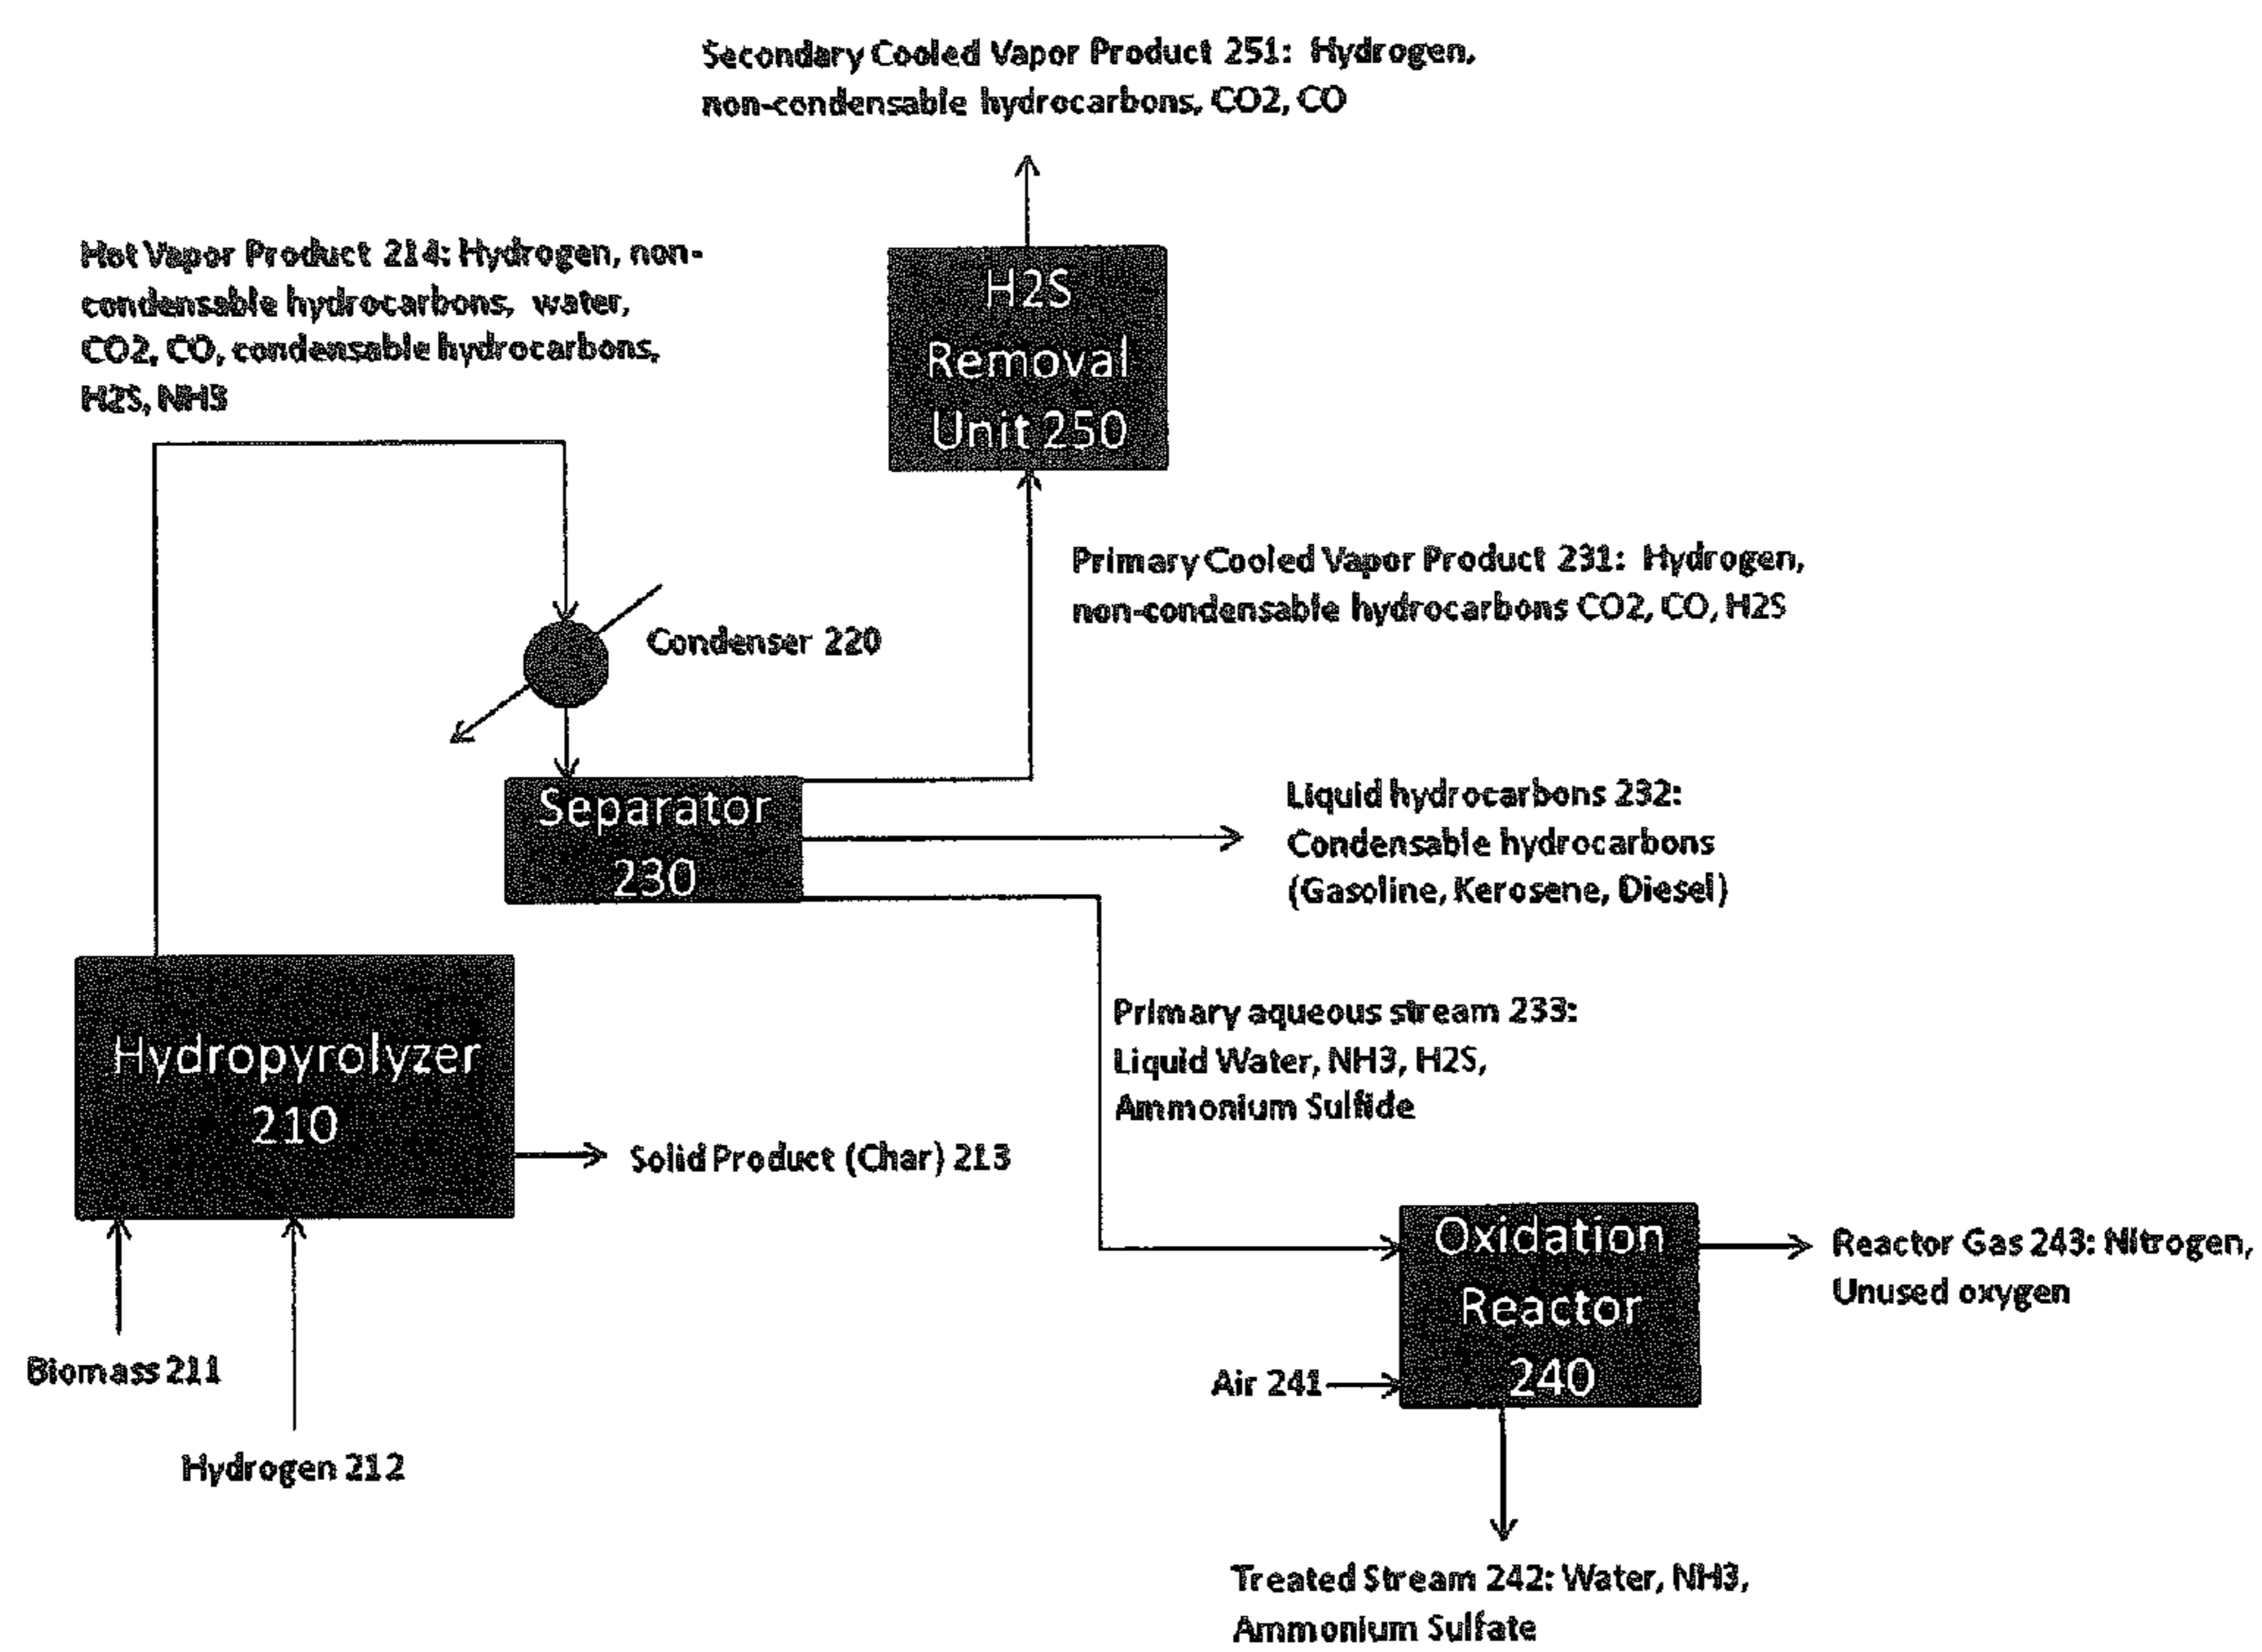 Secondary Cooled Vapor Product 251: Hydrogen,
non-condensable hydrocarbons, CO2, CO
Hot Vapor Product 214: Hydrogen, non-
condensable hydrocarbons, water,
CO2, CO, condensable hydrocarbons,
H2S, NH3
H2S
Removal
Unit 250
Primary Cooled Vapor Product 231: Hydrogen,
non-condensable hydrocarbons CO2, CO, H2S
Condenser 220
Separator
230
Liquid hydrocarbons 232:
Condensable hydrocarbons
(Gasoline, Kerosene, Diesel)
Hydropyrolyzer
210
Primary aqueous stream 233:
Liquid Water, NH3, H2S,
Ammonium Sulfide
Solid Product (Char) 213
Oxidation
Reactor
240
Reactor Gas 243: Nitrogen,
Unused oxygen
Biomass 211
Air 241
Hydrogen 212
Treated Stream 242: Water, NH3,
Ammonium Sulfate